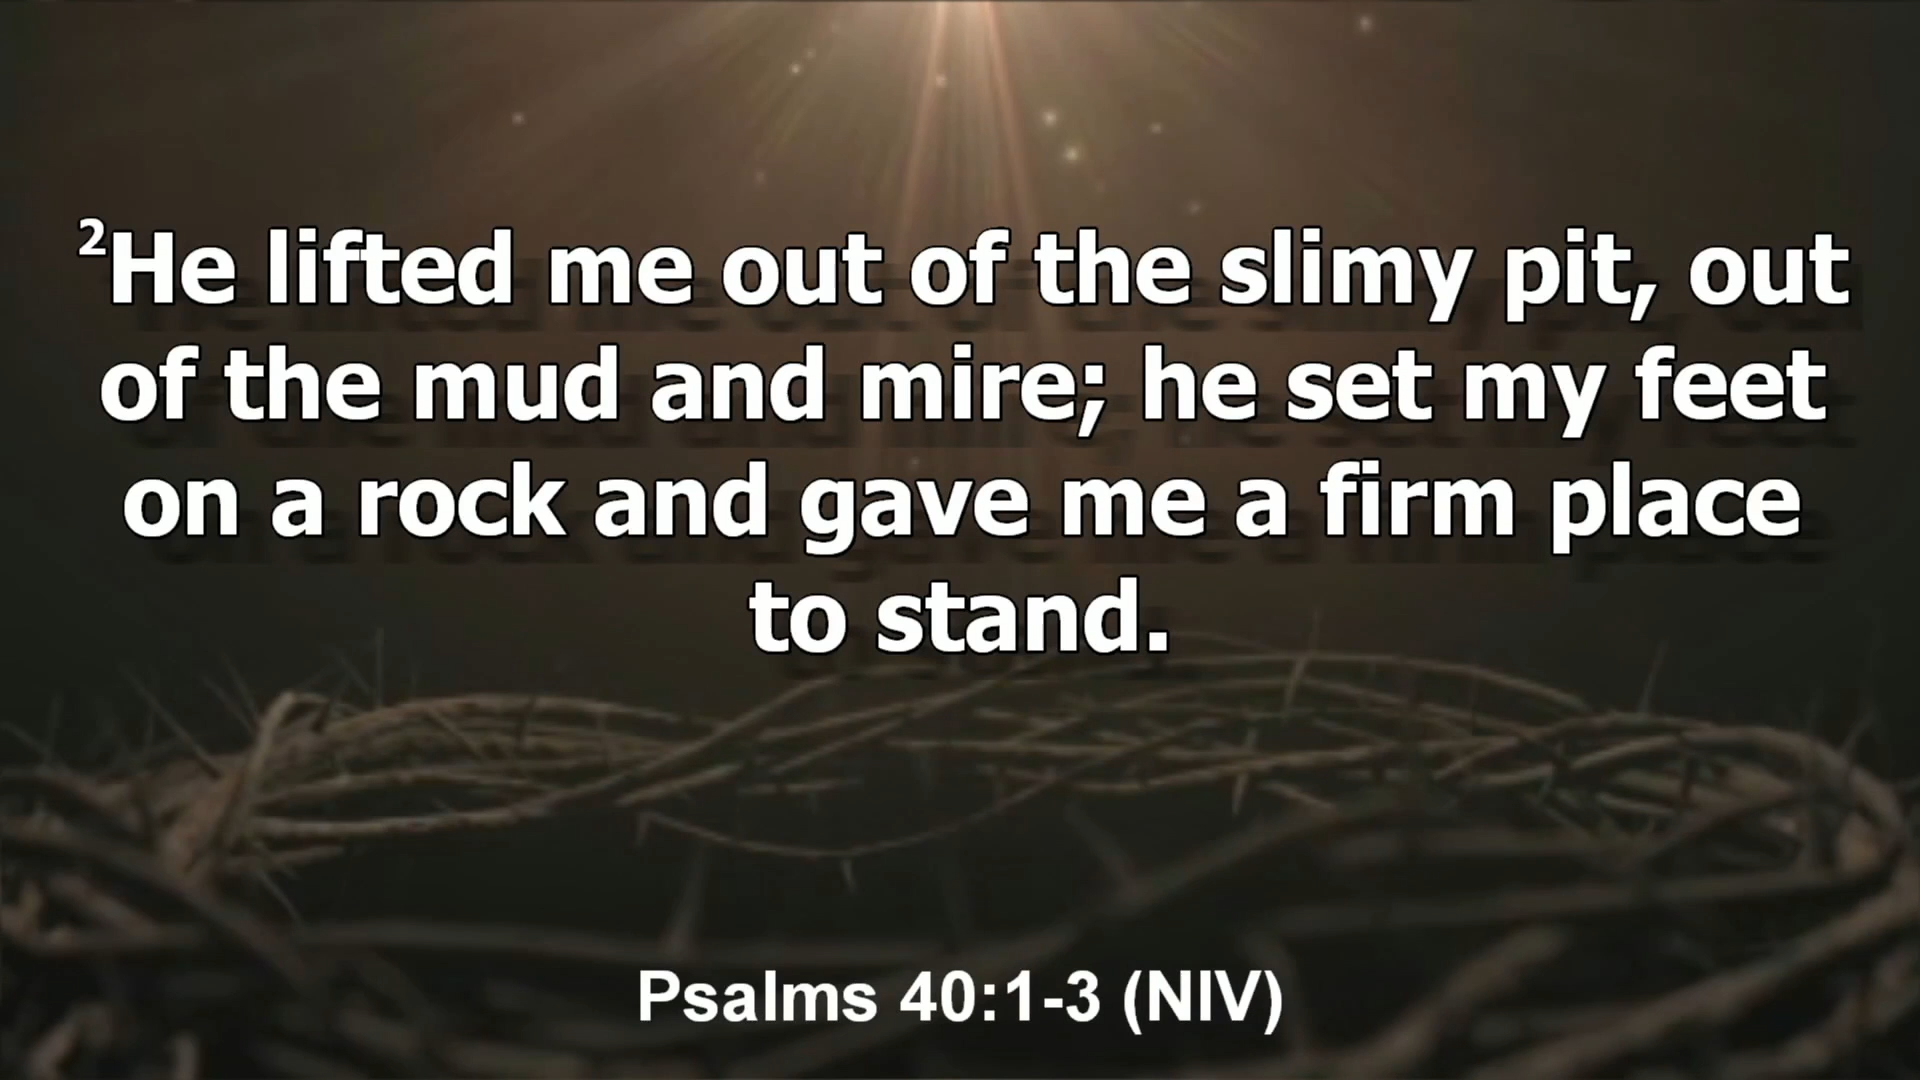 ²He lifted me out of the slimy pit, out
of the mud and mire; he set my feet
on a rock and gave me a firm place
to stand.
Psalms 40:1-3 (NIV)